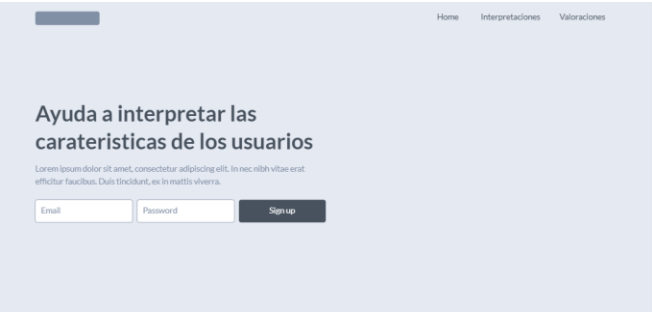 Home Interpretaciones Valoraciones
Ayuda a interpretar las
carateristicas de los usuarios
Lorem ipsum dolor sit amet, consectetur adipiscing elit. In nec nibh vitae erat
efficitur faucibus. Duis tincidunt, ex in mattis viverra.
Email Password Sign up